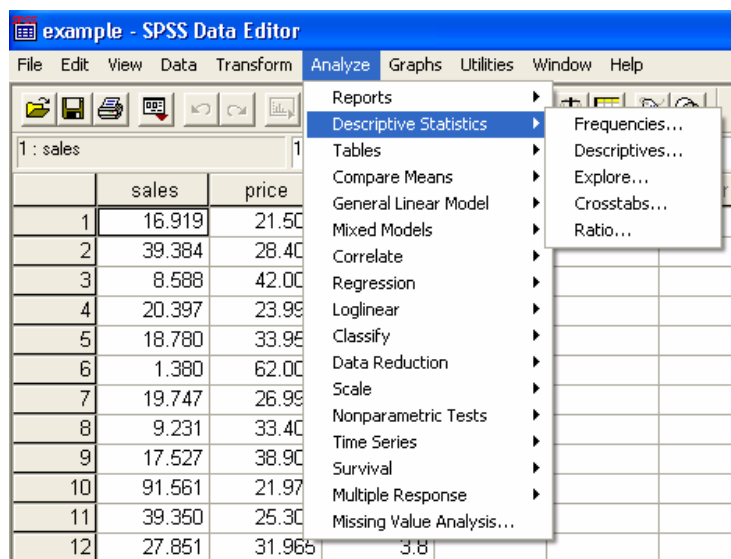 example - SPSS Data Editor
File Edit View Data Transform Analyze Graphs Utilities Window Help
1 : sales
sales price
1 16.919 21.50
2 39.384 28.40
3 8.588 42.00
4 20.397 23.99
5 18.780 33.95
6 1.380 62.00
7 19.747 26.99
8 9.231 33.40
9 17.527 38.90
10 91.561 21.97
11 39.350 25.30
12 27.851 31.965 3.8
Reports
Descriptive Statistics
Tables
Compare Means
General Linear Model
Mixed Models
Correlate
Regression
Loglinear
Classify
Data Reduction
Scale
Nonparametric Tests
Time Series
Survival
Multiple Response
Missing Value Analysis...
Frequencies...
Descriptives...
Explore...
Crosstabs...
Ratio...